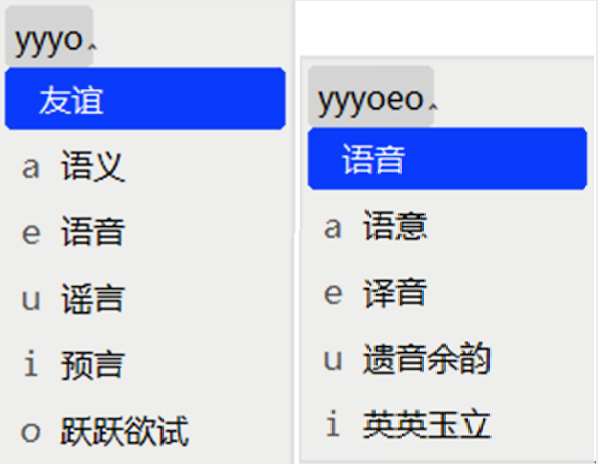 yyyo‸
友谊
a 语义
e 语音
u 谣言
i 预言
o 跃跃欲试
yyyoeo‸
语音
a 语意
e 译音
u 遗音余韵
i 英英玉立